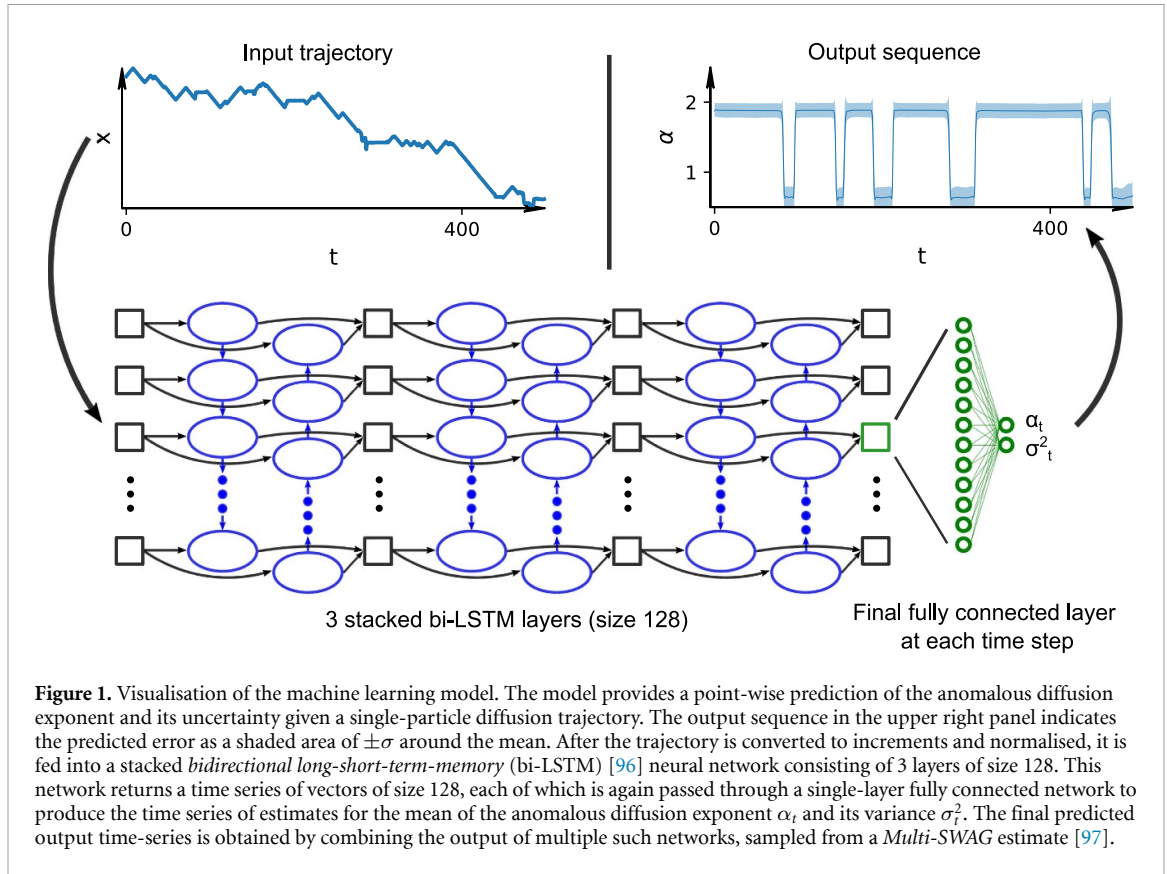 Input trajectory
x
0
400
t
Output sequence
2
α
1
0
400
t
αt
σ²t
3 stacked bi-LSTM layers (size 128)
Final fully connected layer
at each time step
Figure 1. Visualisation of the machine learning model. The model provides a point-wise prediction of the anomalous diffusion
exponent and its uncertainty given a single-particle diffusion trajectory. The output sequence in the upper right panel indicates
the predicted error as a shaded area of ±σ around the mean. After the trajectory is converted to increments and normalised, it is
fed into a stacked bidirectional long-short-term-memory (bi-LSTM) [96] neural network consisting of 3 layers of size 128. This
network returns a time series of vectors of size 128, each of which is again passed through a single-layer fully connected network to
produce the time series of estimates for the mean of the anomalous diffusion exponent αt and its variance σ²t. The final predicted
output time-series is obtained by combining the output of multiple such networks, sampled from a Multi-SWAG estimate [97].